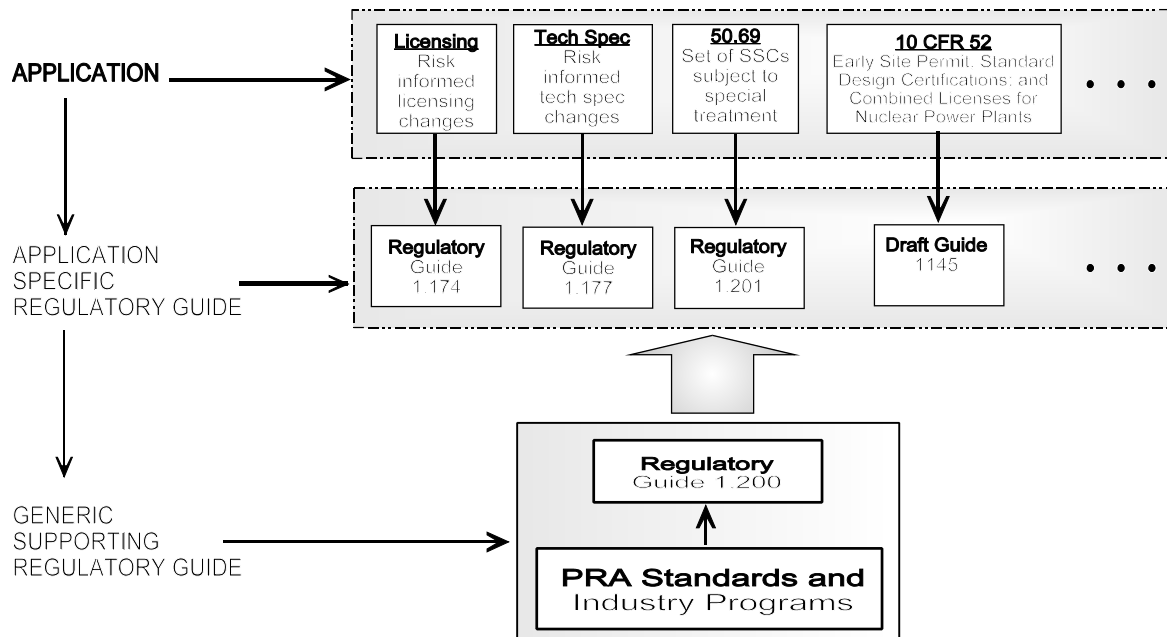 APPLICATION
Licensing
Risk
informed
licensing
changes
Tech Spec
Risk
informed
tech spec
changes
50.69
Set of SSCs
subject to
special
treatment
10 CFR 52
Early Site Permit. Standard
Design Certifications; and
Combined Licenses for
Nuclear Power Plants
• • •
APPLICATION
SPECIFIC
REGULATORY GUIDE
Regulatory
Guide
1.174
Regulatory
Guide
1.177
Regulatory
Guide
1.201
Draft Guide
1145
• • •
GENERIC
SUPPORTING
REGULATORY GUIDE
Regulatory
Guide 1.200
PRA Standards and
Industry Programs